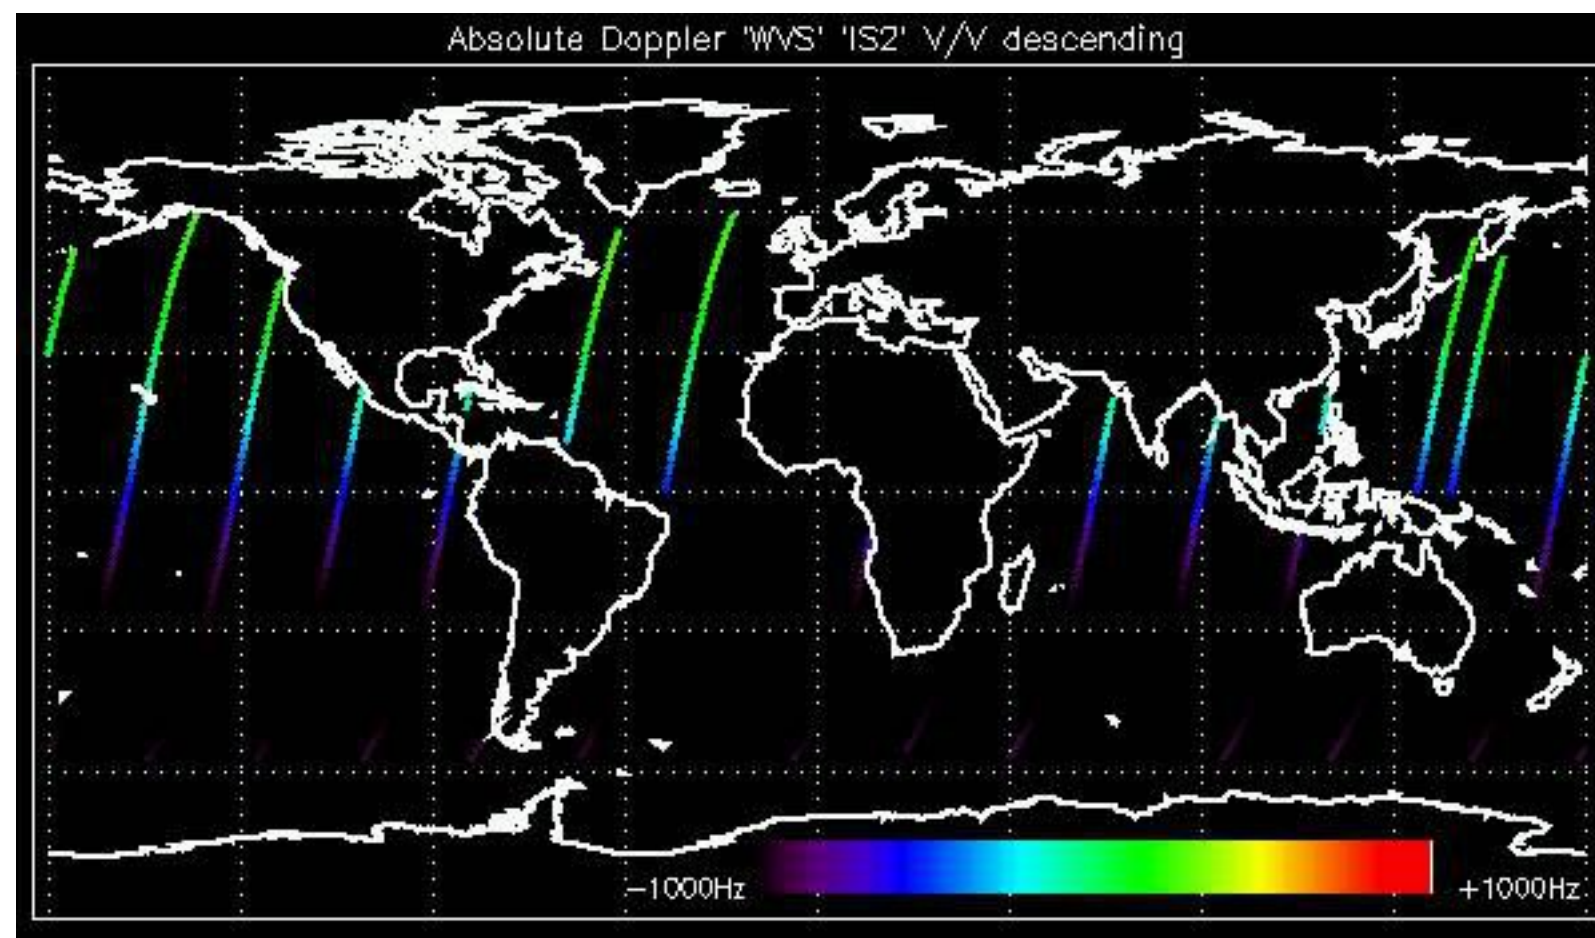 Absolute Doppler 'WVS' 'IS2' V/V descending
-1000Hz
+1000Hz